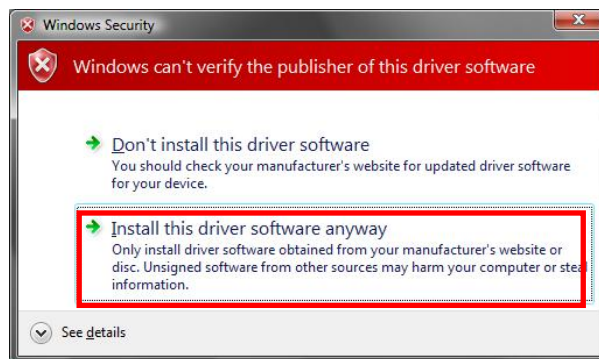 Windows Security
Windows can't verify the publisher of this driver software
Don't install this driver software
You should check your manufacturer's website for updated driver software
for your device.
Install this driver software anyway
Only install driver software obtained from your manufacturer's website or
disc. Unsigned software from other sources may harm your computer or steal
information.
See details